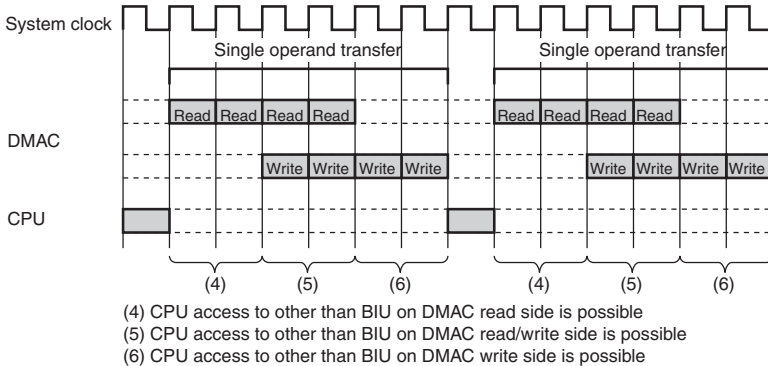 System clock
Single operand transfer Single operand transfer
Read Read Read Read Read Read Read Read
DMAC
Write Write Write Write Write Write Write Write
CPU
(4) (5) (6) (4) (5) (6)
(4) CPU access to other than BIU on DMAC read side is possible
(5) CPU access to other than BIU on DMAC read/write side is possible
(6) CPU access to other than BIU on DMAC write side is possible